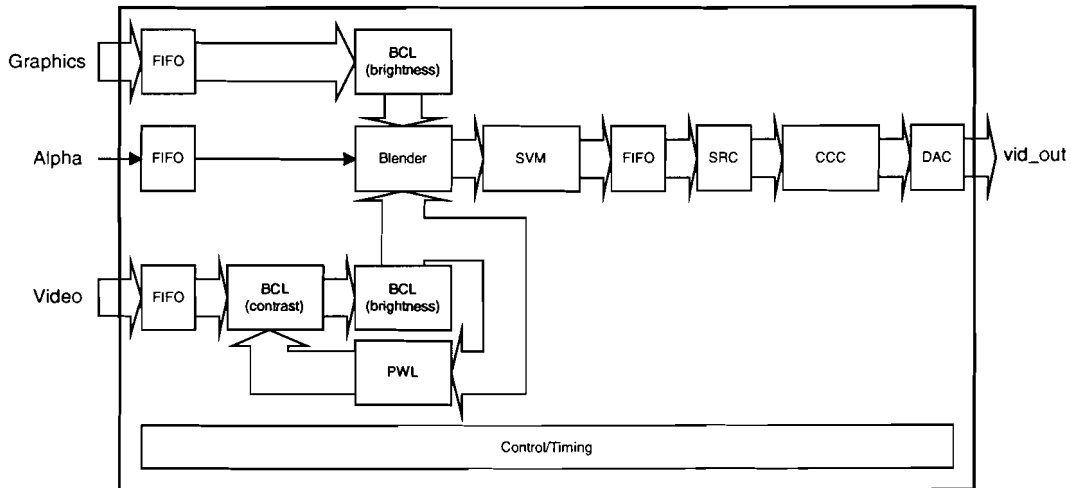 Graphics
FIFO
BCL
(brightness)
Alpha
FIFO
Blender
SVM
FIFO
SRC
CCC
DAC
vid_out
Video
FIFO
BCL
(contrast)
BCL
(brightness)
PWL
Control/Timing